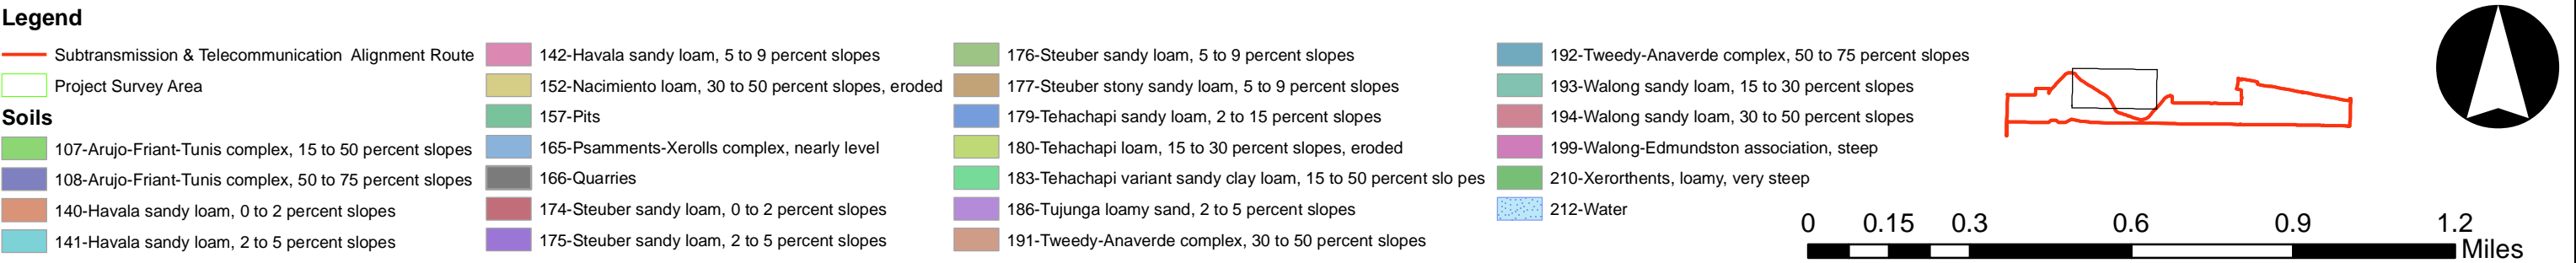 Legend
Subtransmission & Telecommunication Alignment Route
Project Survey Area
Soils
107-Arujo-Friant-Tunis complex, 15 to 50 percent slopes
108-Arujo-Friant-Tunis complex, 50 to 75 percent slopes
140-Havala sandy loam, 0 to 2 percent slopes
141-Havala sandy loam, 2 to 5 percent slopes
142-Havala sandy loam, 5 to 9 percent slopes
152-Nacimiento loam, 30 to 50 percent slopes, eroded
157-Pits
165-Psamments-Xerolls complex, nearly level
166-Quarries
174-Steuber sandy loam, 0 to 2 percent slopes
175-Steuber sandy loam, 2 to 5 percent slopes
176-Steuber sandy loam, 5 to 9 percent slopes
177-Steuber stony sandy loam, 5 to 9 percent slopes
179-Tehachapi sandy loam, 2 to 15 percent slopes
180-Tehachapi loam, 15 to 30 percent slopes, eroded
183-Tehachapi variant sandy clay loam, 15 to 50 percent slo pes
186-Tujunga loamy sand, 2 to 5 percent slopes
191-Tweedy-Anaverde complex, 30 to 50 percent slopes
192-Tweedy-Anaverde complex, 50 to 75 percent slopes
193-Walong sandy loam, 15 to 30 percent slopes
194-Walong sandy loam, 30 to 50 percent slopes
199-Walong-Edmundston association, steep
210-Xerorthents, loamy, very steep
212-Water
0 0.15 0.3 0.6 0.9 1.2
Miles